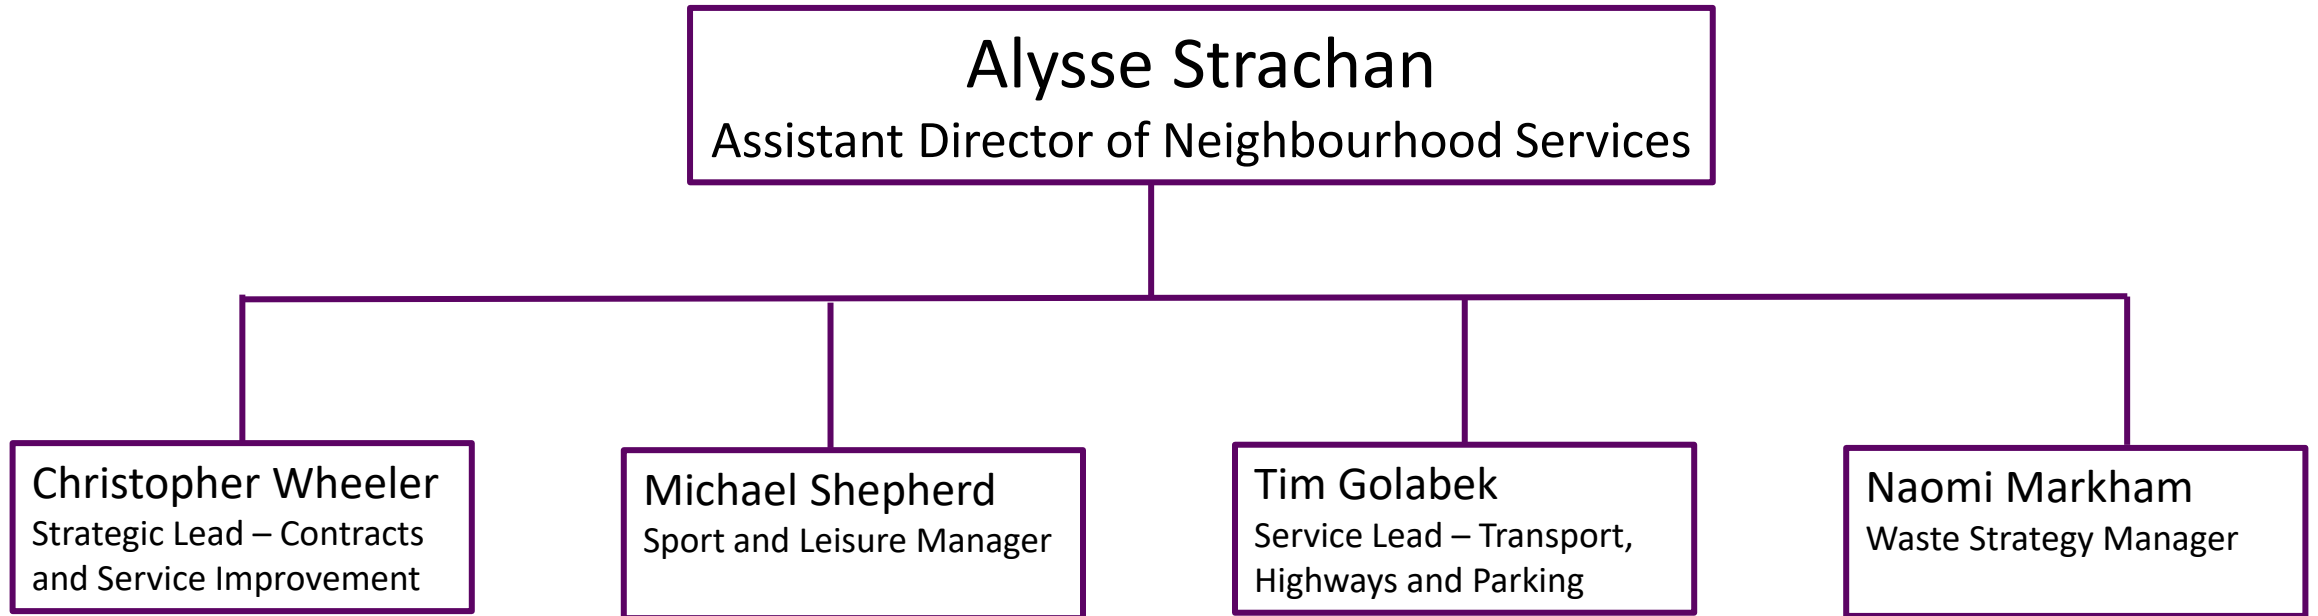 Alysse Strachan
Assistant Director of Neighbourhood Services
Christopher Wheeler
Strategic Lead – Contracts
and Service Improvement
Michael Shepherd
Sport and Leisure Manager
Tim Golabek
Service Lead – Transport,
Highways and Parking
Naomi Markham
Waste Strategy Manager